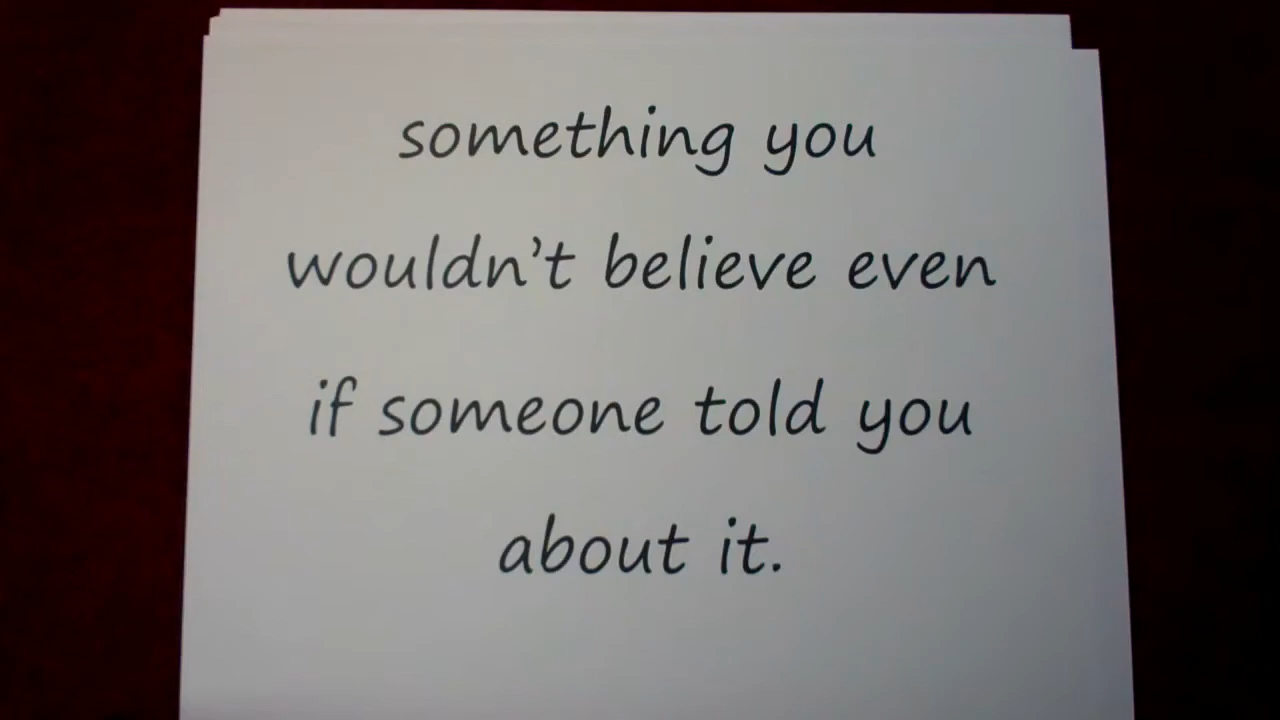 something you
wouldn't believe even
if someone told you
about it.